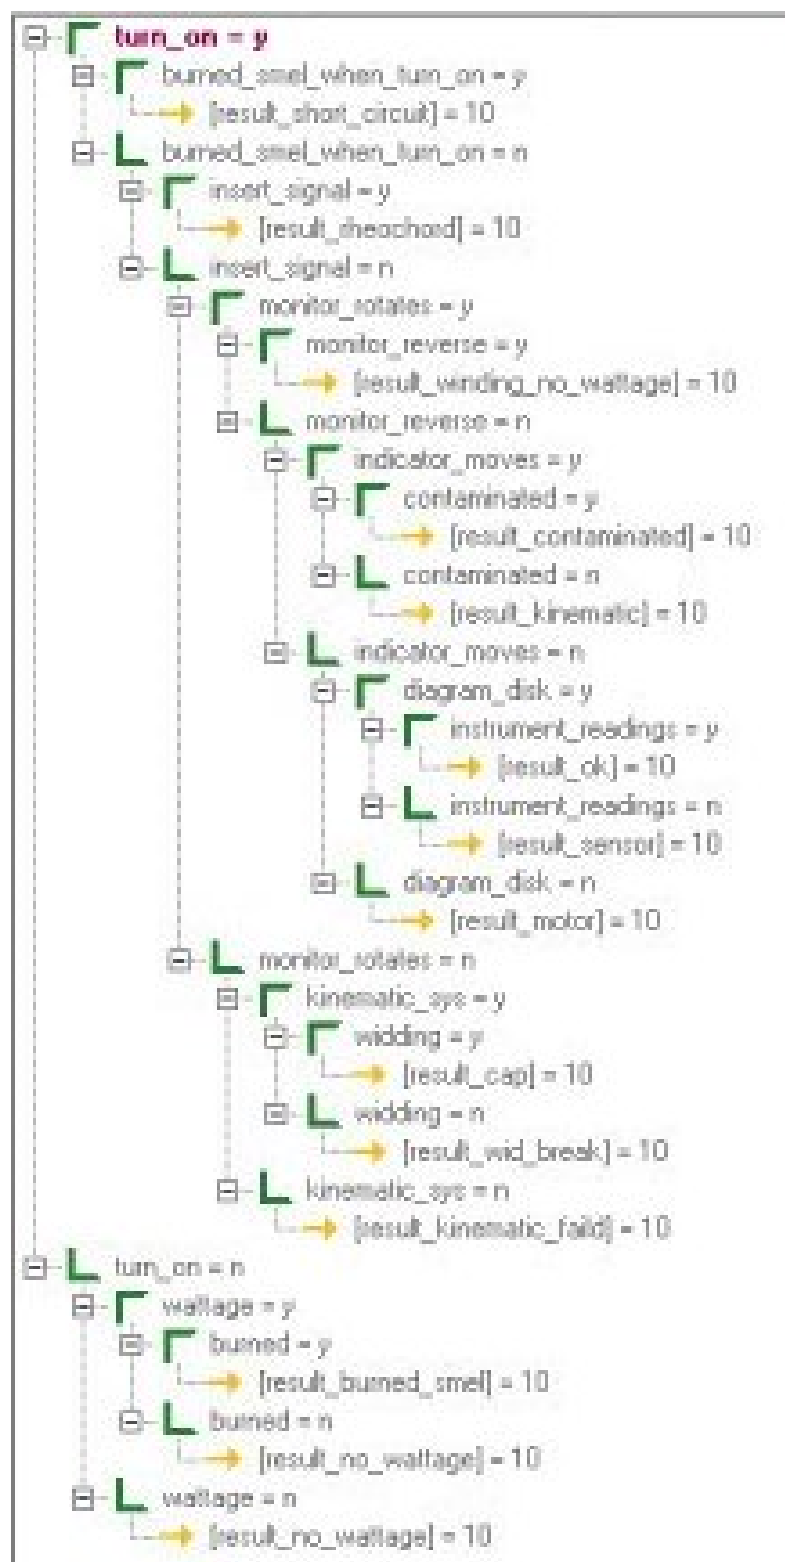 turn_on = y
burned_smel_when_turn_on = y
[result_short_circuit] = 10
burned_smel_when_turn_on = n
insert_signal = y
[result_rheochord] = 10
insert_signal = n
monitor_rotates = y
monitor_reverse = y
[result_winding_no_wattage] = 10
monitor_reverse = n
indicator_moves = y
contaminated = y
[result_contaminated] = 10
contaminated = n
[result_kinematic] = 10
indicator_moves = n
diagram_disk = y
instrument_readings = y
[result_ok] = 10
instrument_readings = n
[result_sensor] = 10
diagram_disk = n
[result_motor] = 10
monitor_rotates = n
kinematic_sys = y
widding = y
[result_cap] = 10
widding = n
[result_wid_break] = 10
kinematic_sys = n
[result_kinematic_faild] = 10
turn_on = n
wattage = y
burned = y
[result_burned_smel] = 10
burned = n
[result_no_wattage] = 10
wattage = n
[result_no_wattage] = 10